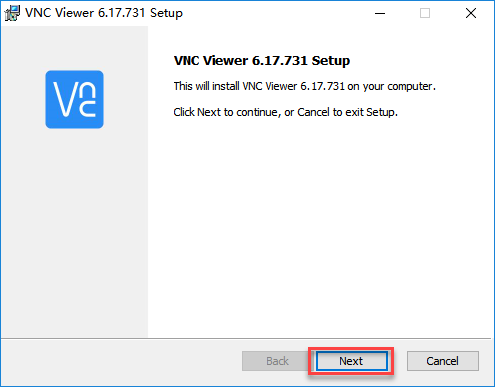 VNC Viewer 6.17.731 Setup
VNC Viewer 6.17.731 Setup
This will install VNC Viewer 6.17.731 on your computer.
Click Next to continue, or Cancel to exit Setup.
Vnc
Back
Next
Cancel